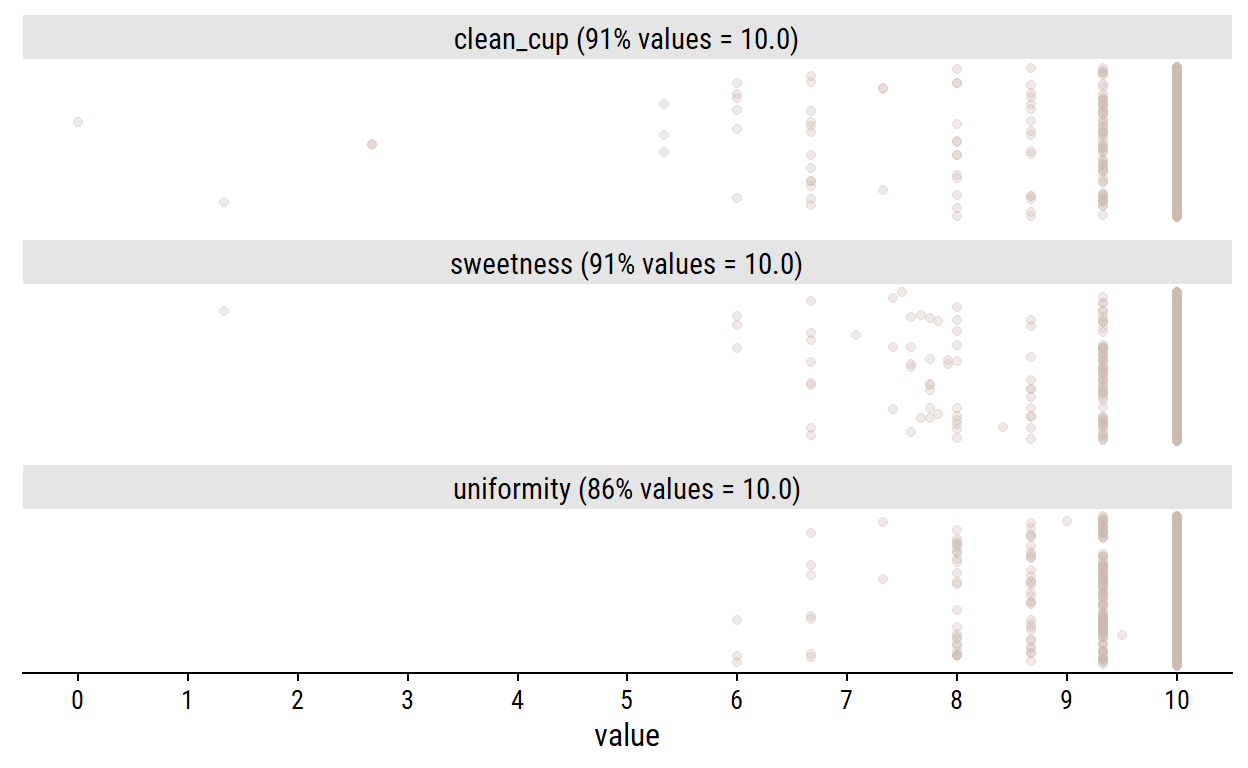 clean_cup (91% values = 10.0)
sweetness (91% values = 10.0)
uniformity (86% values = 10.0)
0 1 2 3 4 5 6 7 8 9 10
value